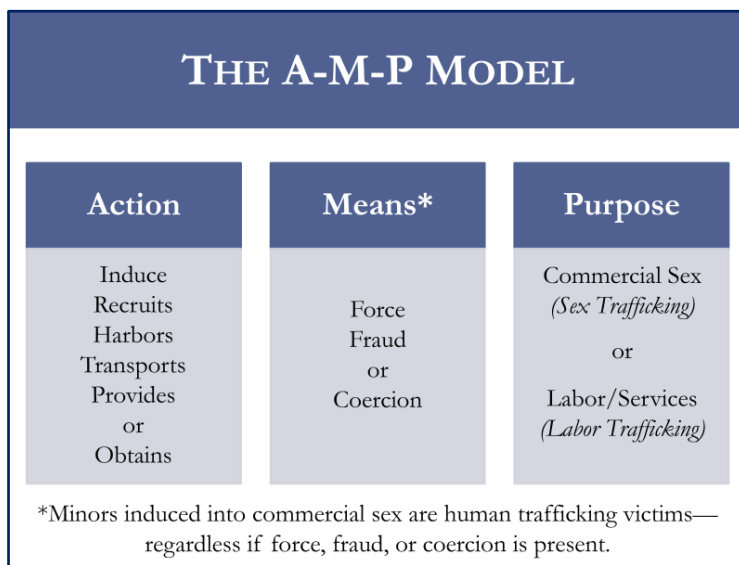 THE A-M-P MODEL
Action
Induce
Recruits
Harbors
Transports
Provides
or
Obtains
Means*
Force
Fraud
or
Coercion
Purpose
Commercial Sex
(Sex Trafficking)
or
Labor/Services
(Labor Trafficking)
*Minors induced into commercial sex are human trafficking victims—
regardless if force, fraud, or coercion is present.